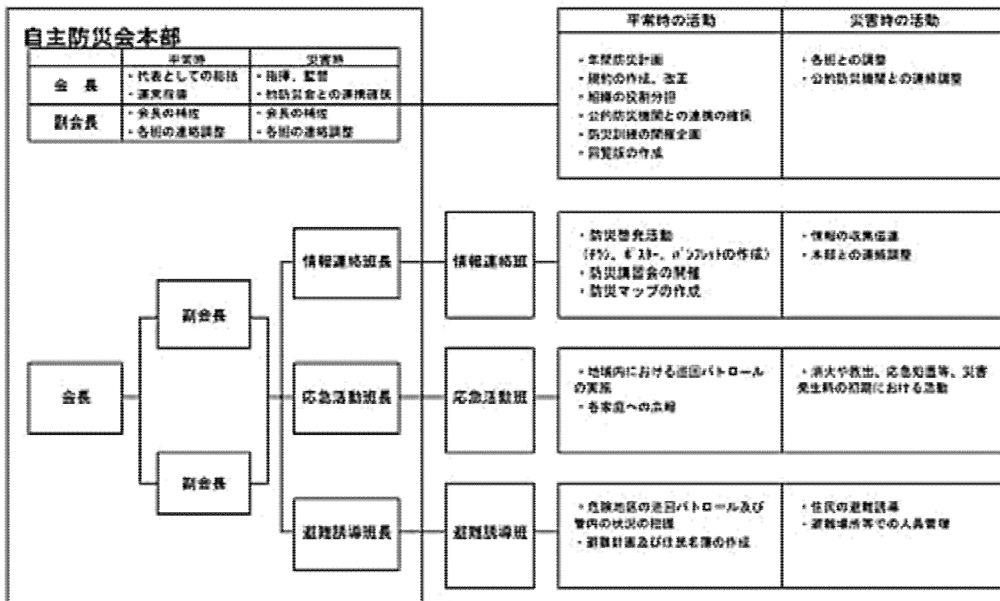 自主防災会本部
平常時 災害時
会 長
・代表としての総括 ・指揮、監督
・運営指導 ・的防災会との連携確保
副会長
・会長の補佐 ・会長の補佐
・各班の連絡調整 ・各班の連絡調整
平常時の活動 災害時の活動
・年間防災計画
・規約の作成、改正
・組織の役割分担
・公的防災機関との連携の確保
・防災訓練の開催企画
・回覧版の作成
・各班との調整
・公的防災機関との連絡調整
会長
副会長
副会長
情報連絡班長
情報連絡班
・防災啓発活動
(チラシ、ポスター、パンフレットの作成)
・防災講習会の開催
・防災マップの作成
・情報の収集伝達
・本部との連絡調整
応急活動班長
応急活動班
・地域内における巡回パトロール
の実施
・各家庭への広報
・消火や救出、応急処置等、災害
発生時の初期における活動
避難誘導班長
避難誘導班
・危険地区の巡回パトロール及び
管内の状況の把握
・避難計画及び住民名簿の作成
・住民の避難誘導
・避難場所等での人員管理